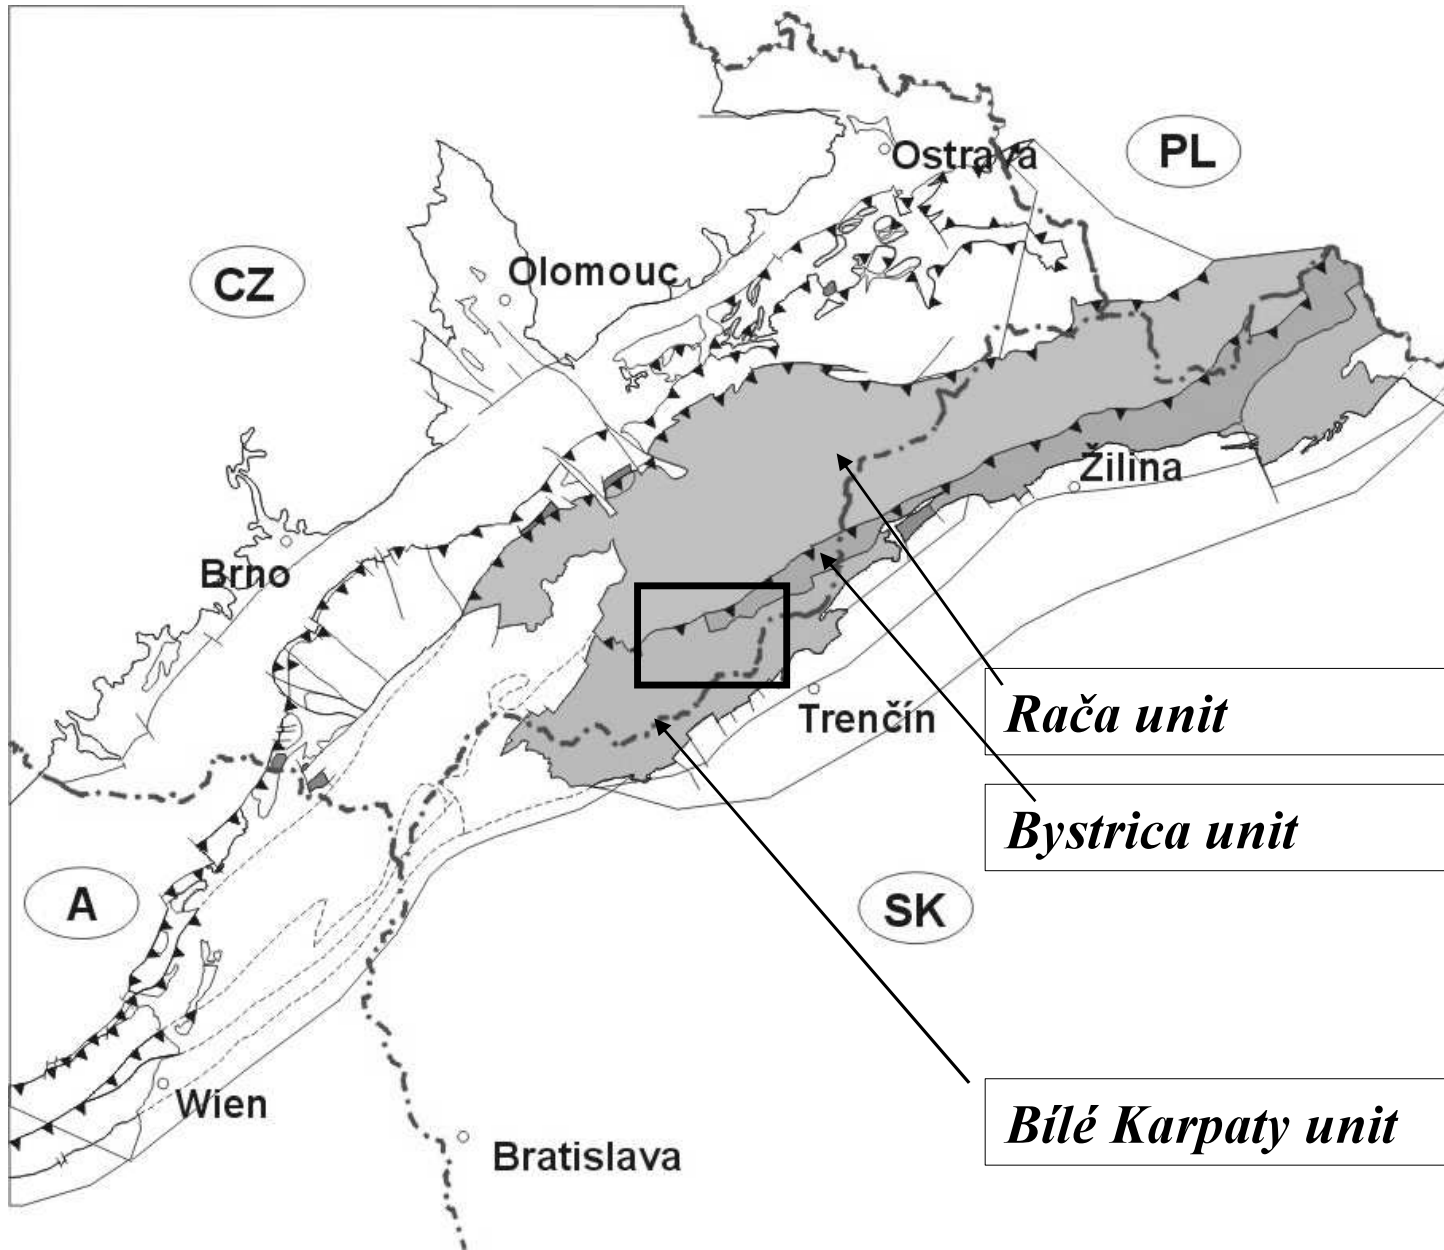 PL
Ostrava
CZ
Olomouc
Žilina
Brno
Rača unit
Trenčín
Bystrica unit
A
SK
Wien
Bílé Karpaty unit
Bratislava